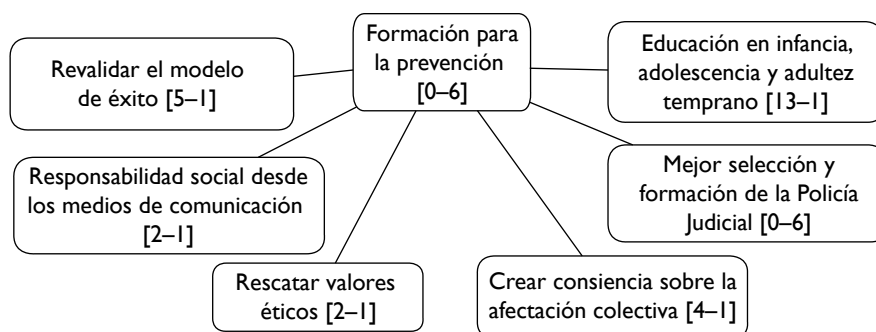 Formación para
la prevención
[0–6]
Revalidar el modelo
de éxito [5–1]
Educación en infancia,
adolescencia y adultez
temprano [13–1]
Responsabilidad social desde
los medios de comunicación
[2–1]
Mejor selección y
formación de la Policía
Judicial [0–6]
Rescatar valores
éticos [2–1]
Crear consiencia sobre la
afectación colectiva [4–1]